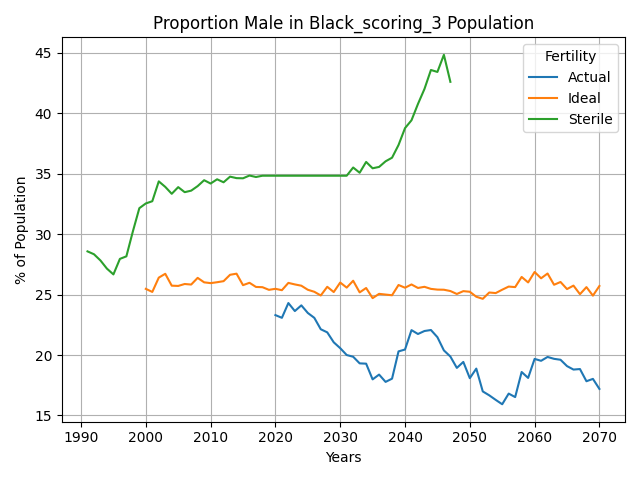 Proportion Male in Black_scoring_3 Population
% of Population
45
40
35
30
25
20
15
Fertility
Actual
Ideal
Sterile
1990 2000 2010 2020 2030 2040 2050 2060 2070
Years